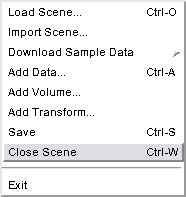 Load Scene... Ctrl-O
Import Scene...
Download Sample Data
Add Data... Ctrl-A
Add Volume...
Add Transform...
Save Ctrl-S
Close Scene Ctrl-W
Exit